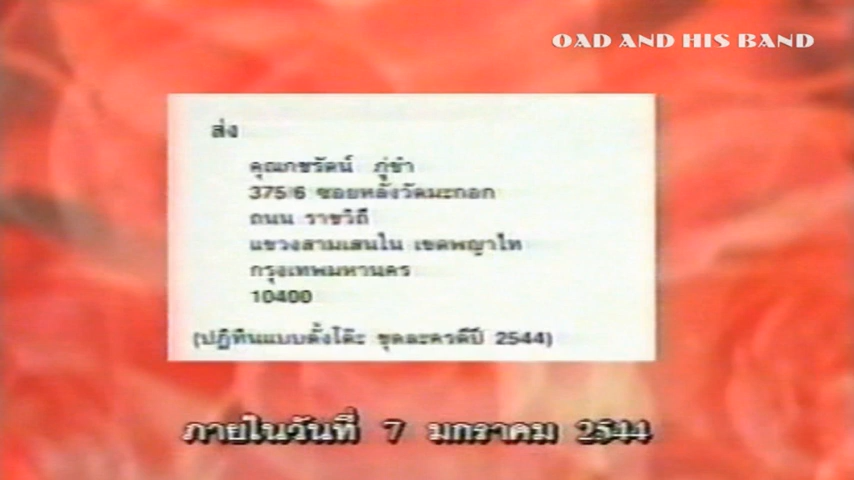 OAD AND HIS BAND
ส่ง
คุณเกชรัตน์ ภู่ขำ
375/6 ซอยหลังวัดมะกอก
ถนน ราชวิถี
แขวงสามเสนใน เขตพญาไท
กรุงเทพมหานคร
10400
(ปฏิทินแบบตั้งโต๊ะ ชุดละครดีปี 2544)
ภายในวันที่ 7 มกราคม 2544